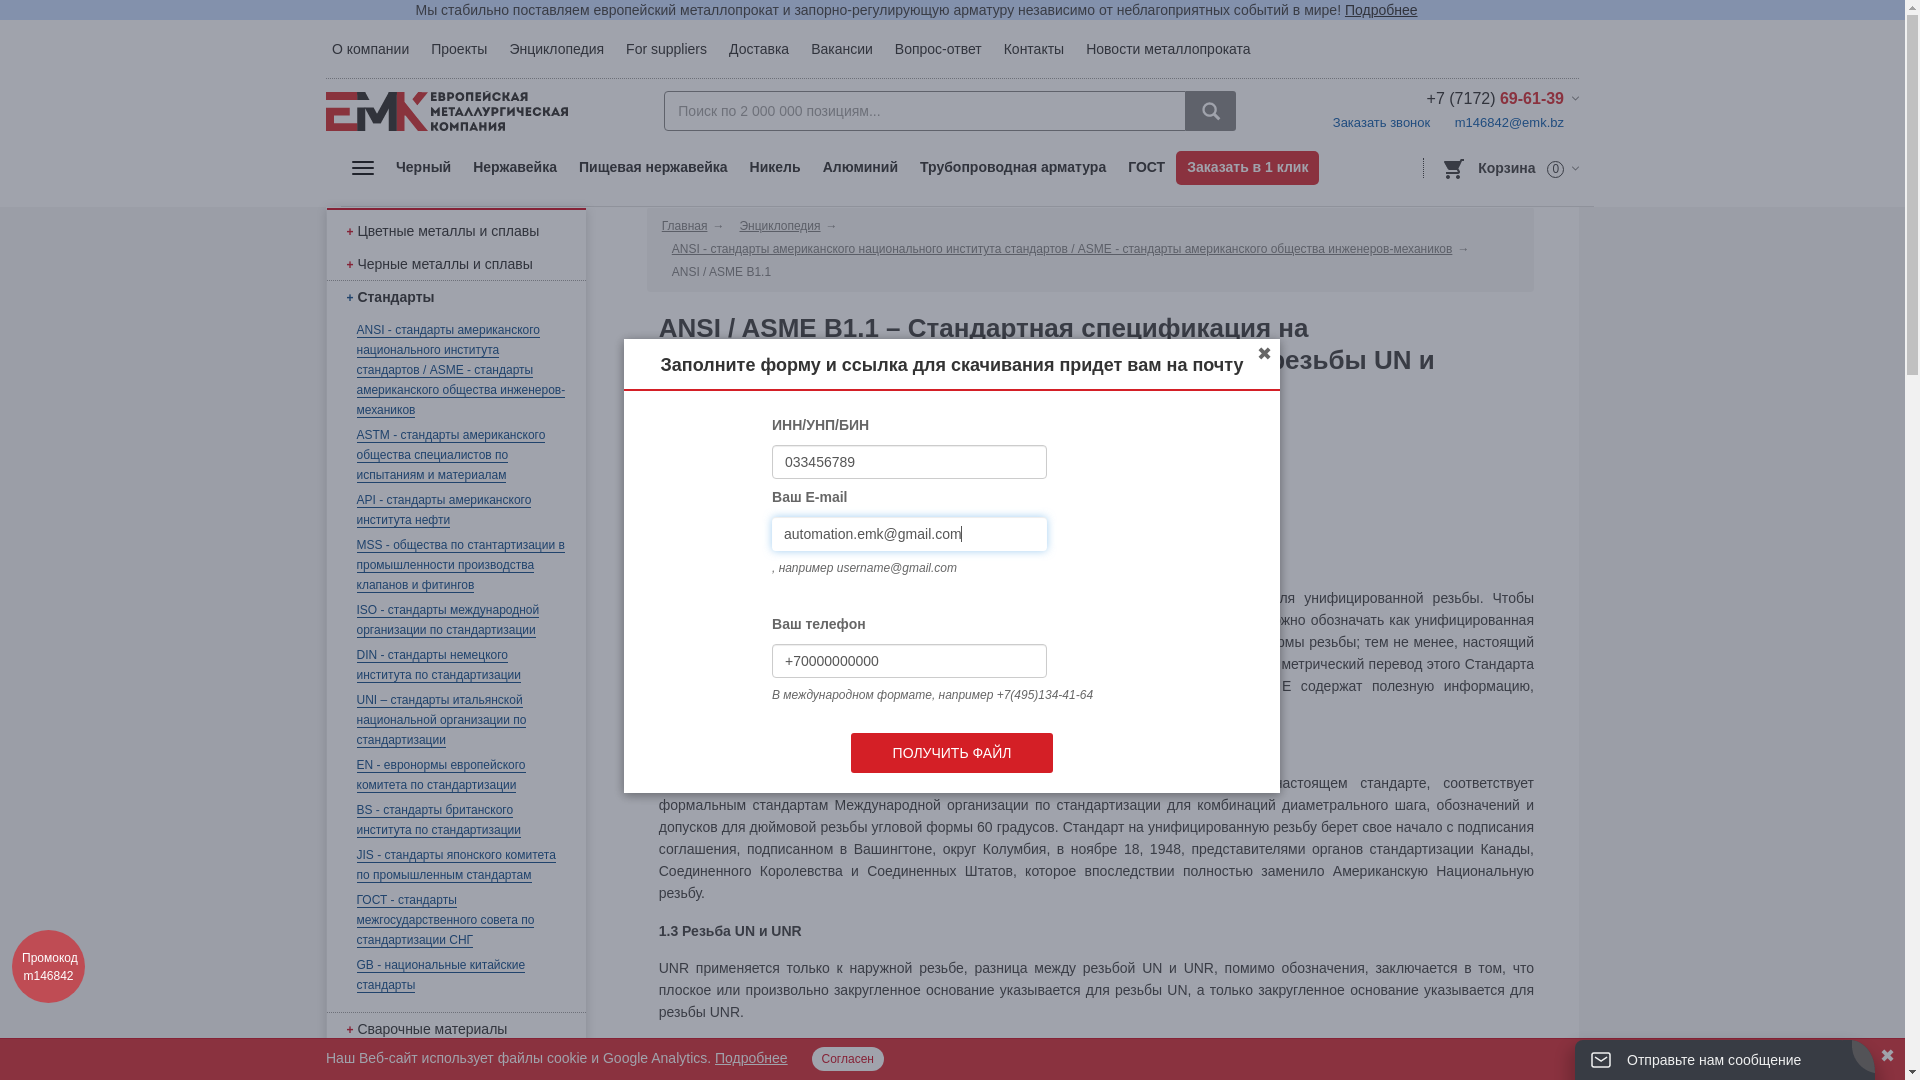 Мы стабильно поставляем европейский металлопрокат и запорно-регулирующую арматуру независимо от неблагоприятных событий в мире! Подробнее
О компании Проекты Энциклопедия For suppliers Доставка Вакансии Вопрос-ответ Контакты Новости металлопроката
ЕМК ЕВРОПЕЙСКАЯ
МЕТАЛЛУРГИЧЕСКАЯ
КОМПАНИЯ
Поиск по 2 000 000 позициям...
+7 (7172) 69-61-39
Заказать звонок m146842@emk.bz
Черный Нержавейка Пищевая нержавейка Никель Алюминий Трубопроводная арматура ГОСТ Заказать в 1 клик
Корзина 0
+ Цветные металлы и сплавы
+ Черные металлы и сплавы
+ Стандарты
ANSI - стандарты американского
национального института
стандартов / ASME - стандарты
американского общества инженеров-
механиков
ASTM - стандарты американского
общества специалистов по
испытаниям и материалам
API - стандарты американского
института нефти
MSS - общества по стантартизации в
промышленности производства
клапанов и фитингов
ISO - стандарты международной
организации по стандартизации
DIN - стандарты немецкого
института по стандартизации
UNI – стандарты итальянской
национальной организации по
стандартизации
EN - евронормы европейского
комитета по стандартизации
BS - стандарты британского
института по стандартизации
JIS - стандарты японского комитета
по промышленным стандартам
ГОСТ - стандарты
межгосударственного совета по
стандартизации СНГ
GB - национальные китайские
стандарты
+ Сварочные материалы
Главная → Энциклопедия →
ANSI - стандарты американского национального института стандартов / ASME - стандарты американского общества инженеров-механиков →
ANSI / ASME B1.1
ANSI / ASME B1.1 – Стандартная спецификация на
резьбы UN и
Заполните форму и ссылка для скачивания придет вам на почту
✖
ИНН/УНП/БИН
033456789
Ваш E-mail
automation.emk@gmail.com
, например username@gmail.com
Ваш телефон
+70000000000
В международном формате, например +7(495)134-41-64
ПОЛУЧИТЬ ФАЙЛ
унифицированной резьбы. Чтобы
обозначать как унифицированная
резьбы; тем не менее, настоящий
метрический перевод этого Стандарта
E содержат полезную информацию,
стандарте, соответствует
формальным стандартам Международной организации по стандартизации для комбинаций диаметрального шага, обозначений и
допусков для дюймовой резьбы угловой формы 60 градусов. Стандарт на унифицированную резьбу берет свое начало с подписания
соглашения, подписанном в Вашингтоне, округ Колумбия, в ноябре 18, 1948, представителями органов стандартизации Канады,
Соединенного Королевства и Соединенных Штатов, которое впоследствии полностью заменило Американскую Национальную
резьбу.
1.3 Резьба UN и UNR
UNR применяется только к наружной резьбе, разница между резьбой UN и UNR, помимо обозначения, заключается в том, что
плоское или произвольно закругленное основание указывается для резьбы UN, а только закругленное основание указывается для
резьбы UNR.
Промокод
m146842
Наш Веб-сайт использует файлы cookie и Google Analytics. Подробнее Согласен
Отправьте нам сообщение
✖